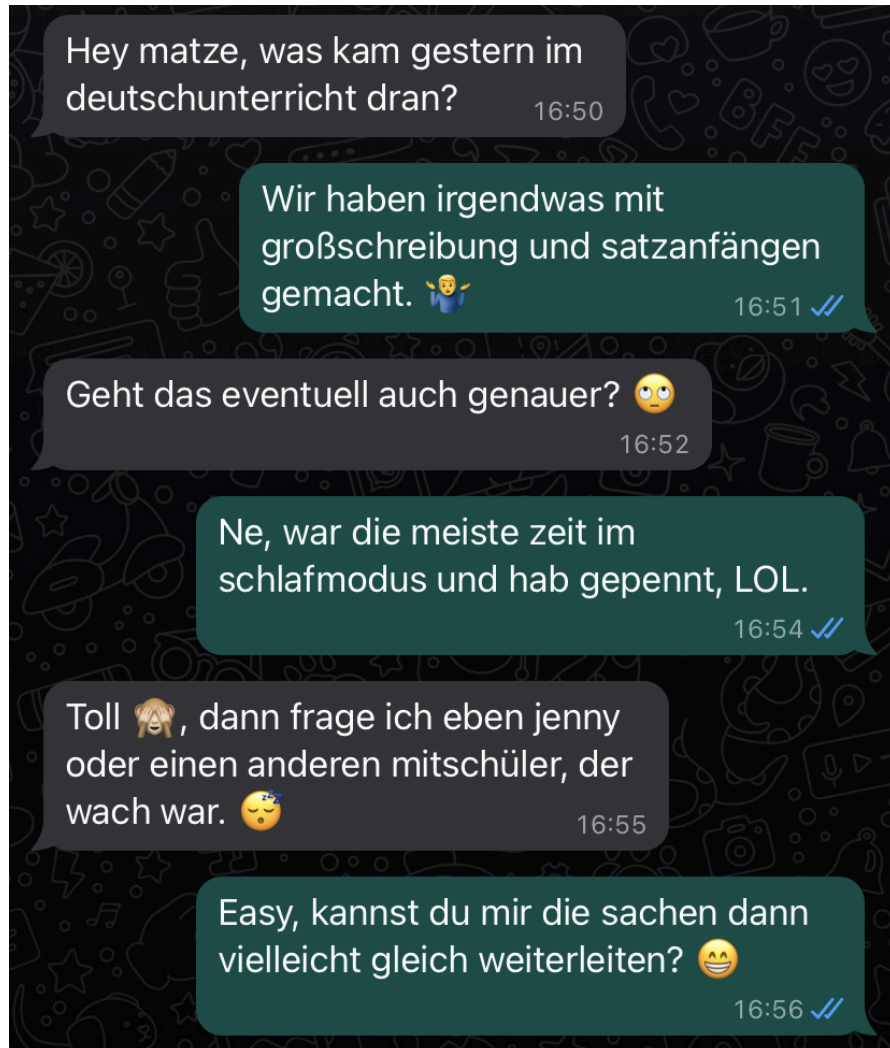 Hey matze, was kam gestern im
deutschunterricht dran?
16:50
Wir haben irgendwas mit
großschreibung und satzanfängen
gemacht. 🤷‍♂️
16:51
Geht das eventuell auch genauer? 🙄
16:52
Ne, war die meiste zeit im
schlafmodus und hab gepennt, LOL.
16:54
Toll 🙈, dann frage ich eben jenny
oder einen anderen mitschüler, der
wach war. 😴
16:55
Easy, kannst du mir die sachen dann
vielleicht gleich weiterleiten? 😁
16:56